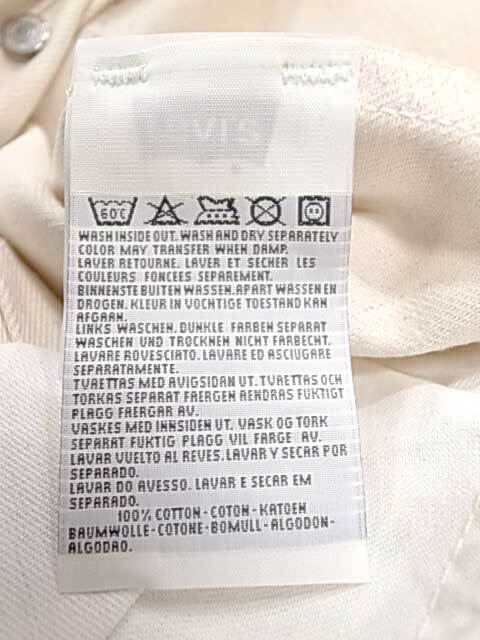 60°C
WASH INSIDE OUT. WASH AND DRY SEPARATELY
COLOR MAY TRANSFER WHEN DAMP.
LAVER RETOURNE. LAVER ET SECHER LES
COULEURS FONCEES SEPAREMENT.
BINNENSTE BUITEN WASSEN. APART WASSEN EN
DROGEN. KLEUR IN VOCHTIGE TOESTAND KAN
AFGAAN.
LINKS WASCHEN. DUNKLE FARBEN SEPARAT
WASCHEN UND TROCKNEN NICHT FARBECHT.
LAVARE ROVESCIATO. LAVARE ED ASCIUGARE
SEPARATAMENTE.
TVAETTAS MED AVIGSIDAN UT. TVAETTAS OCH
TORKAS SEPARAT FAERGEN AENDRAS FUKTIGT
PLAGG FAERGAR AV.
VASKES MED INNSIDEN UT. VASK OG TORK
SEPARAT FUKTIG PLAGG VIL FARGE AV.
LAVAR VUELTO AL REVES. LAVAR Y SECAR POR
SEPARADO.
LAVAR DO AVESSO. LAVAR E SECAR EM
SEPARADO.
100% COTTON-COTON-KATOEN
BAUMWOLLE-COTONE-BOMULL-ALGODON-
ALGODAO.